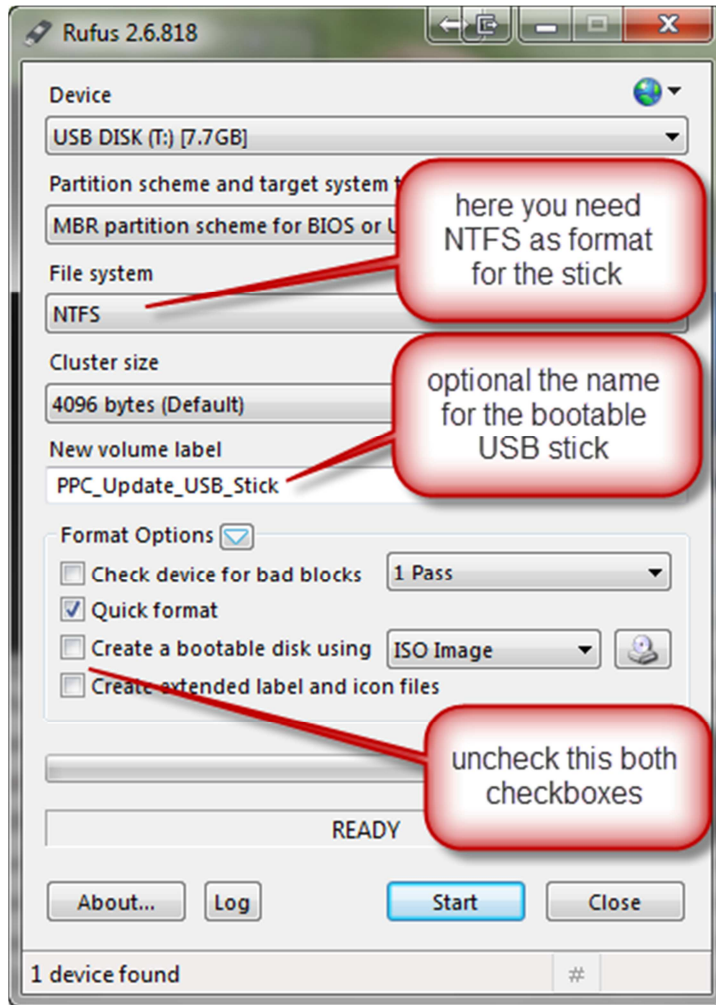 Rufus 2.6.818
Device
USB DISK (T:) [7.7GB]
Partition scheme and target system t
MBR partition scheme for BIOS or U
here you need
NTFS as format
for the stick
File system
NTFS
Cluster size
4096 bytes (Default)
optional the name
for the bootable
USB stick
New volume label
PPC_Update_USB_Stick
Format Options
Check device for bad blocks 1 Pass
Quick format
Create a bootable disk using ISO Image
Create extended label and icon files
uncheck this both
checkboxes
READY
About... Log Start Close
1 device found #